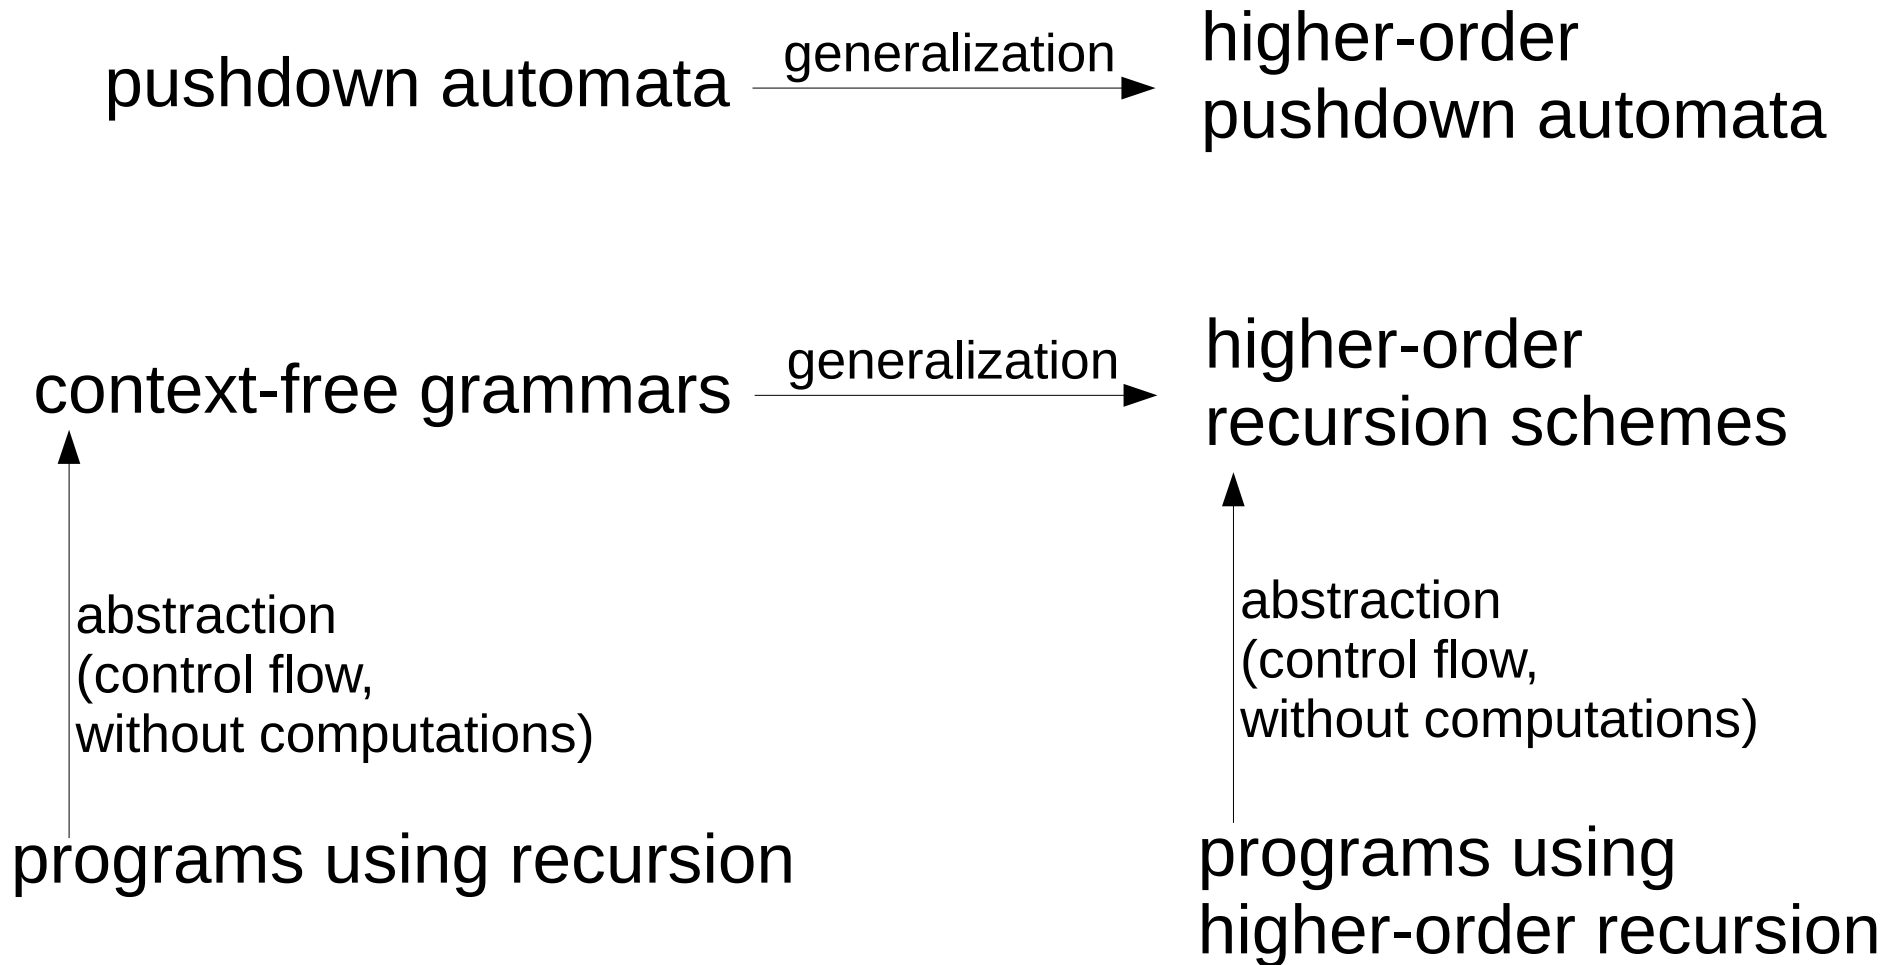 pushdown automata
generalization
higher-order
pushdown automata
context-free grammars
generalization
higher-order
recursion schemes
abstraction
(control flow,
without computations)
abstraction
(control flow,
without computations)
programs using recursion
programs using
higher-order recursion